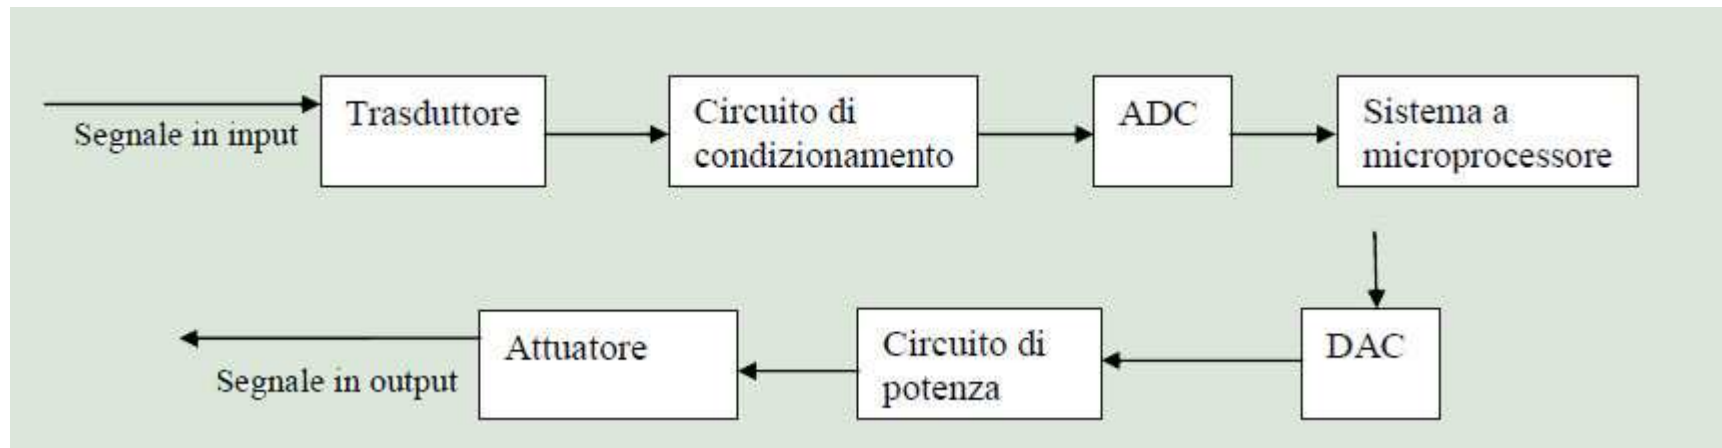 Segnale in input
Trasduttore
Circuito di
condizionamento
ADC
Sistema a
microprocessore
DAC
Circuito di
potenza
Attuatore
Segnale in output